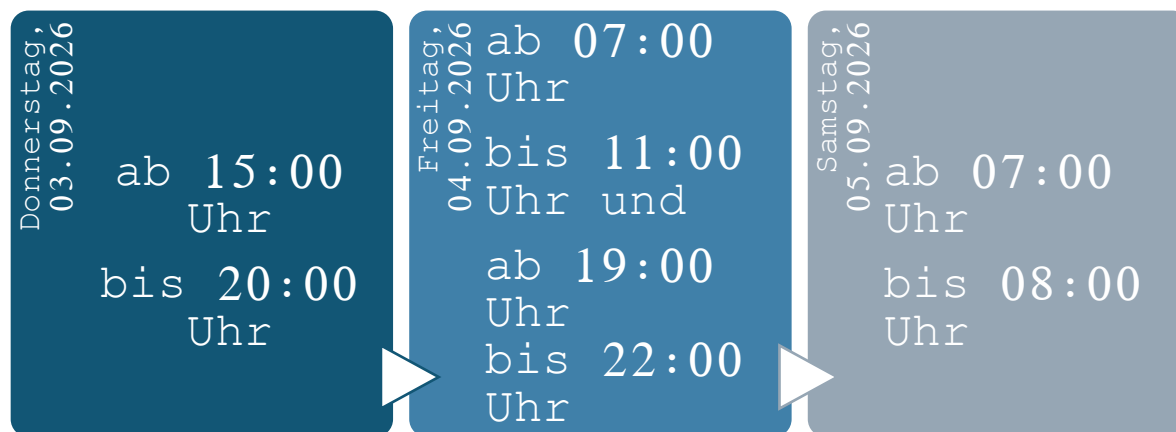 Donnerstag,
03.09.2026
ab 15:00
Uhr
bis 20:00
Uhr
Freitag,
04.09.2026
ab 07:00
Uhr
bis 11:00
Uhr und
ab 19:00
Uhr
bis 22:00
Uhr
Samstag,
05.09.2026
ab 07:00
Uhr
bis 08:00
Uhr